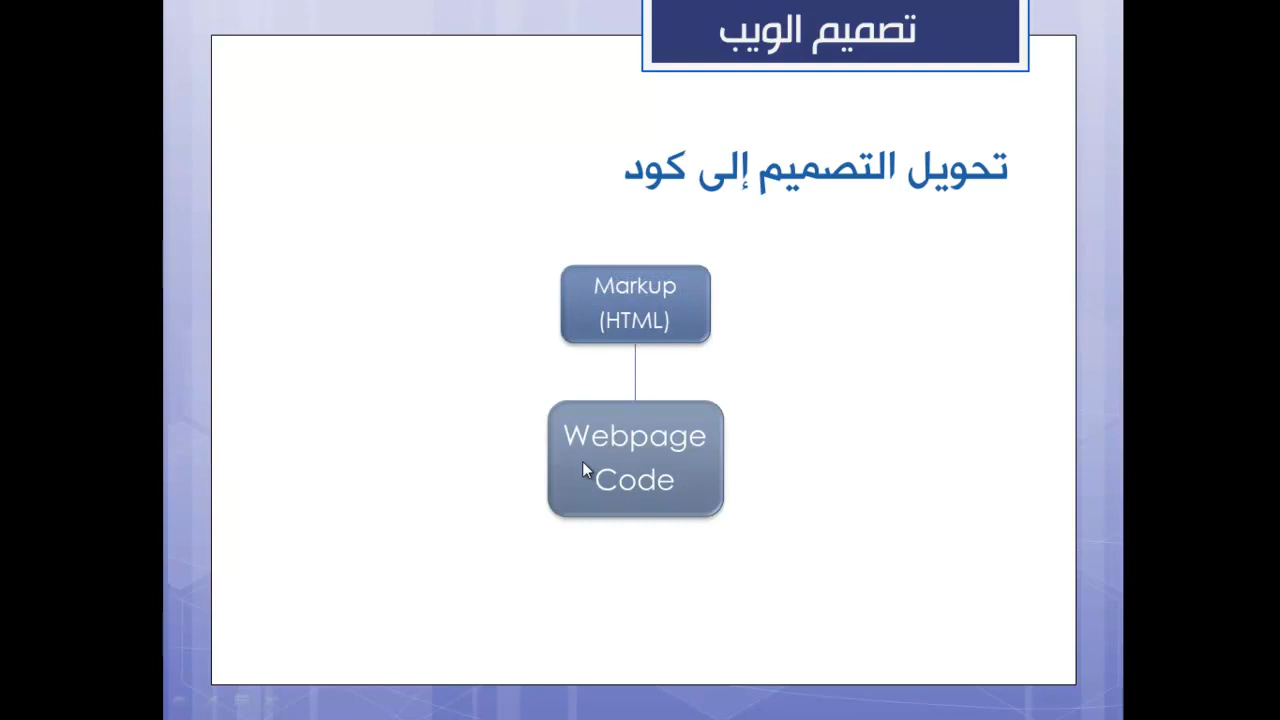 تصميم الويب
تحويل التصميم إلى كود
Markup
(HTML)
Webpage
Code